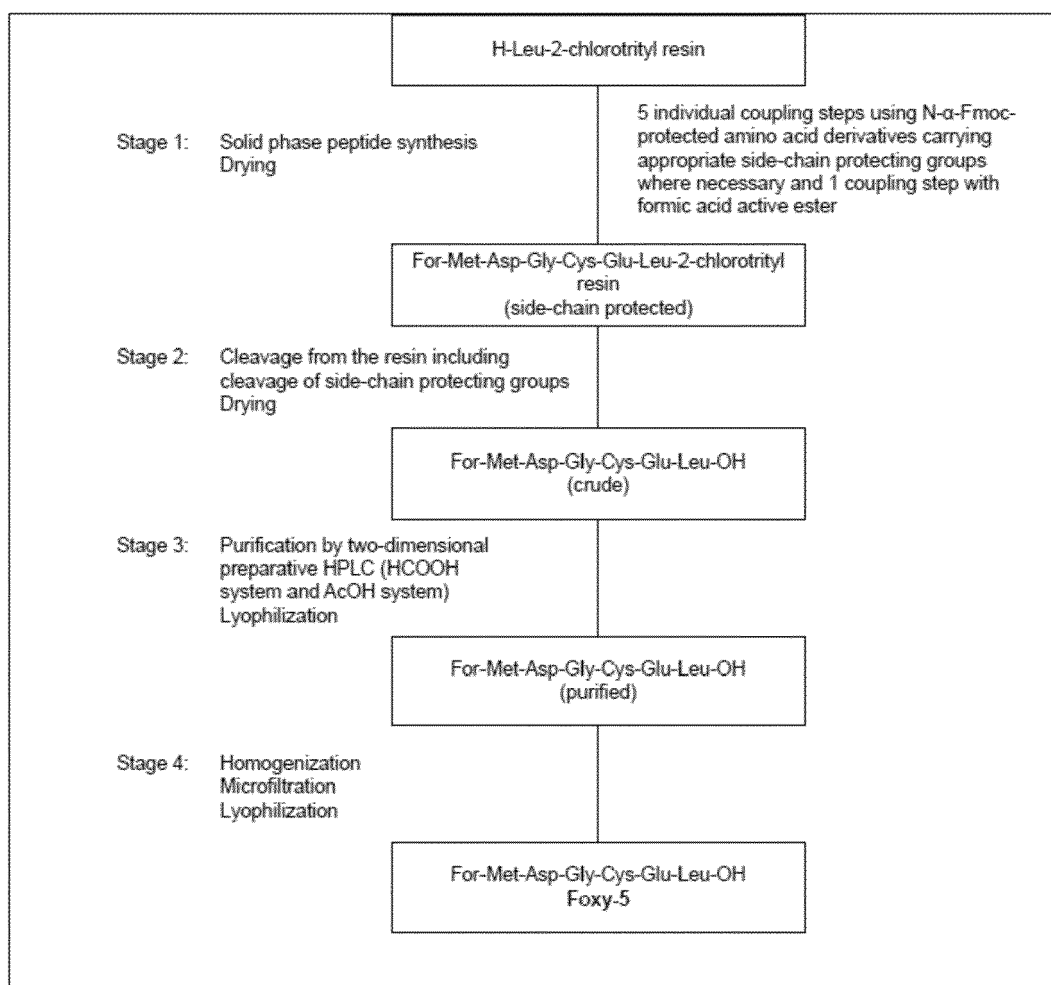 H-Leu-2-chlorotrityl resin
5 individual coupling steps using N-α-Fmoc-
protected amino acid derivatives carrying
appropriate side-chain protecting groups
where necessary and 1 coupling step with
formic acid active ester
Stage 1: Solid phase peptide synthesis
Drying
For-Met-Asp-Gly-Cys-Glu-Leu-2-chlorotrityl
resin
(side-chain protected)
Stage 2: Cleavage from the resin including
cleavage of side-chain protecting groups
Drying
For-Met-Asp-Gly-Cys-Glu-Leu-OH
(crude)
Stage 3: Purification by two-dimensional
preparative HPLC (HCOOH
system and AcOH system)
Lyophilization
For-Met-Asp-Gly-Cys-Glu-Leu-OH
(purified)
Stage 4: Homogenization
Microfiltration
Lyophilization
For-Met-Asp-Gly-Cys-Glu-Leu-OH
Foxy-5